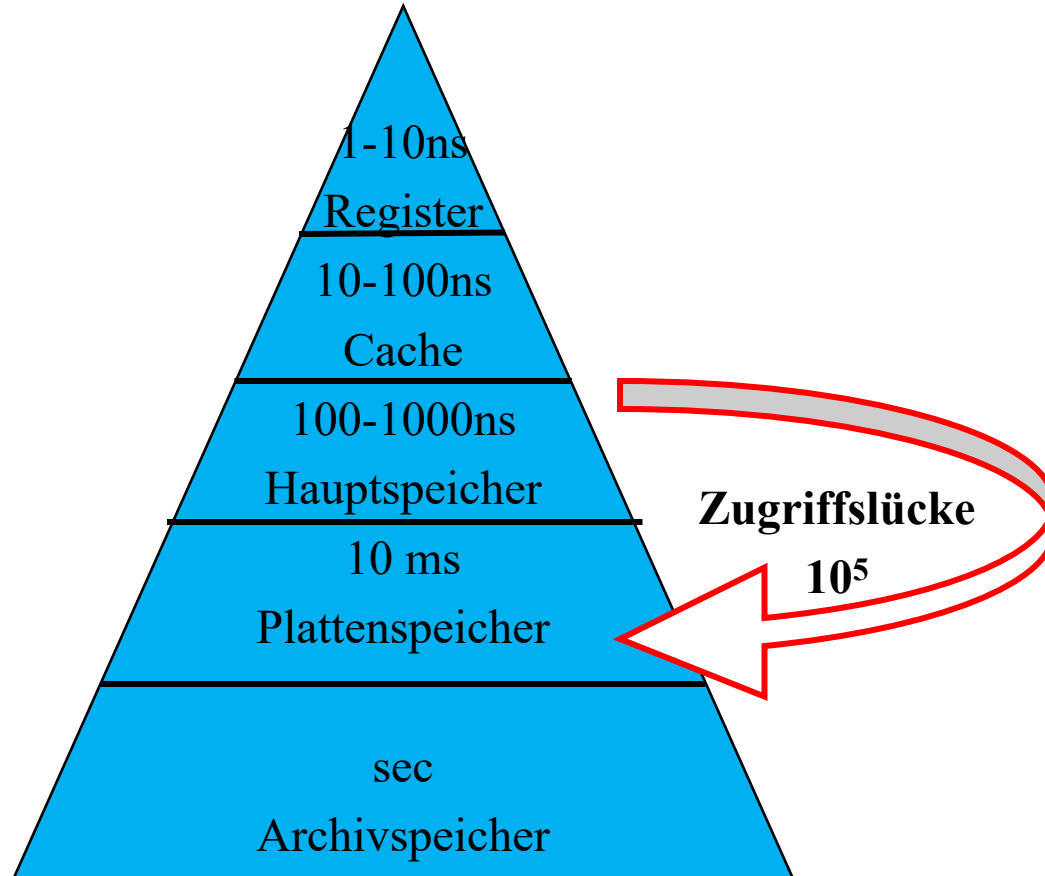 1-10ns
Register
10-100ns
Cache
100-1000ns
Hauptspeicher
10 ms
Plattenspeicher
sec
Archivspeicher
Zugriffslücke
10⁵